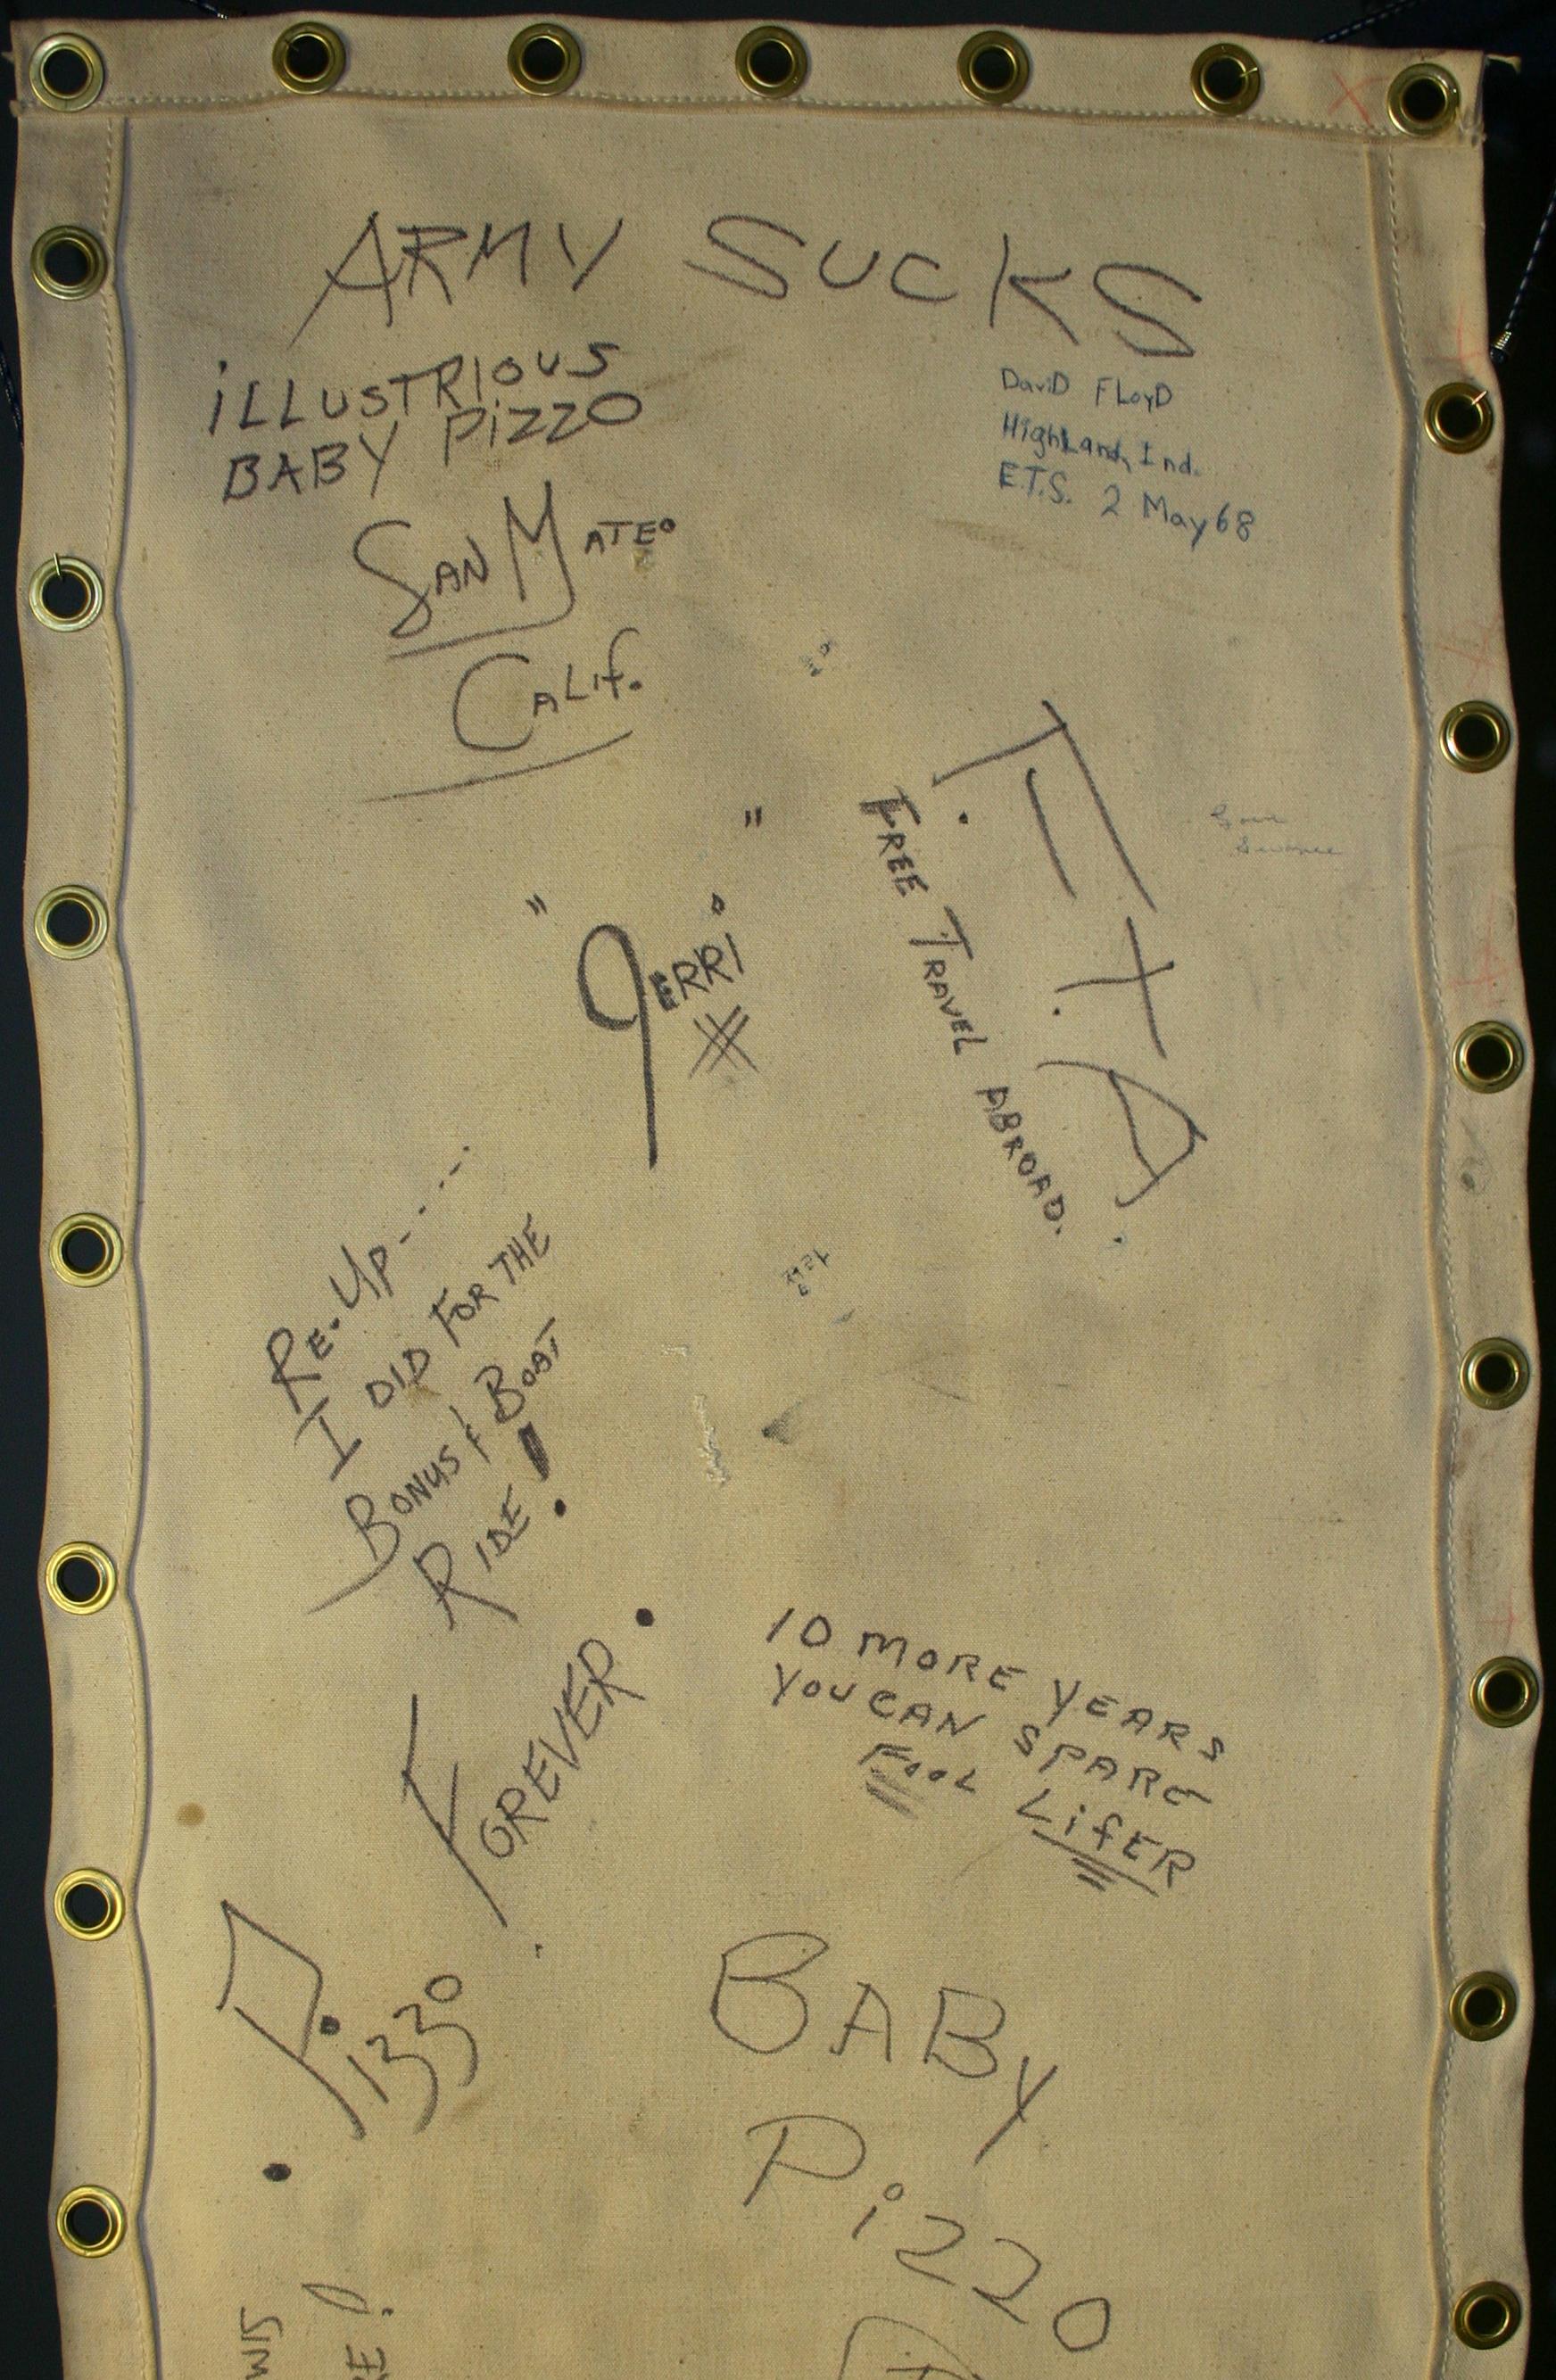 ARMY SUCKS
iLLUSTRIOUS
BABY PiZZO
SAN MATEO
CALif.
DaviD FLoyD
HighLand, Ind.
E.T.S. 2 May 68
F.T.A.
FREE TRAVEL ABROAD.
"JERRI"
RE-UP-----
I DID FOR THE
BONUS & BOAT
RIDE!
FOREVER.
10 MORE YEARS
YOU CAN SPARE
FOOL LifER
Pizzo
BABY
Pizzo